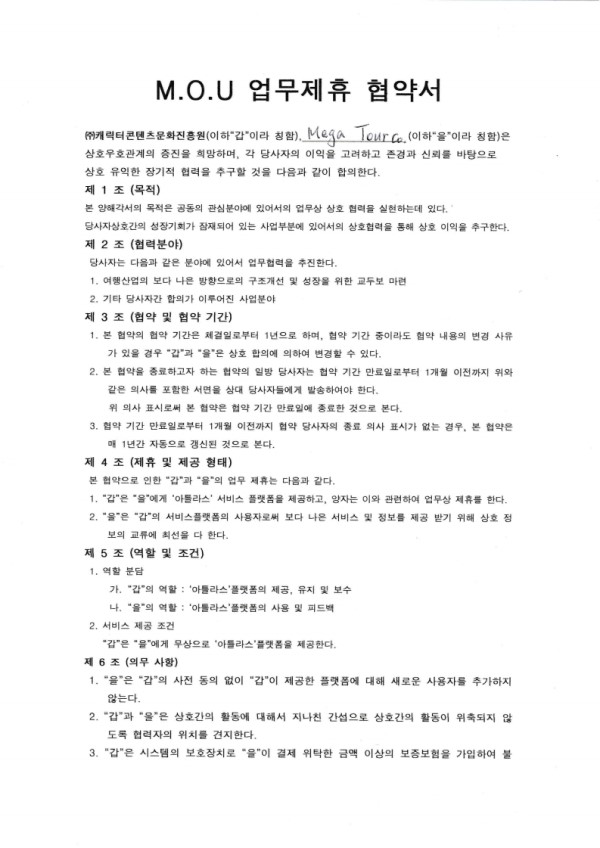 M.O.U 업무제휴 협약서
㈜캐릭터콘텐츠문화진흥원(이하"갑"이라 칭함), Mega Tour co. (이하"을"이라 칭함)은
상호우호관계의 증진을 희망하며, 각 당사자의 이익을 고려하고 존경과 신뢰를 바탕으로
상호 유익한 장기적 협력을 추구할 것을 다음과 같이 합의한다.
제 1 조 (목적)
본 양해각서의 목적은 공동의 관심분야에 있어서의 업무상 상호 협력을 실현하는데 있다.
당사자상호간의 성장기회가 잠재되어 있는 사업부문에 있어서의 상호협력을 통해 상호 이익을 추구한다.
제 2 조 (협력분야)
당사자는 다음과 같은 분야에 있어서 업무협력을 추진한다.
1. 여행산업의 보다 나은 방향으로의 구조개선 및 성장을 위한 교두보 마련
2. 기타 당사자간 합의가 이루어진 사업분야
제 3 조 (협약 및 협약 기간)
1. 본 협약의 협약 기간은 체결일로부터 1년으로 하며, 협약 기간 중이라도 협약 내용의 변경 사유
가 있을 경우 "갑"과 "을"은 상호 합의에 의하여 변경할 수 있다.
2. 본 협약을 종료하고자 하는 협약의 일방 당사자는 협약 기간 만료일로부터 1개월 이전까지 위와
같은 의사를 포함한 서면을 상대 당사자들에게 발송하여야 한다.
위 의사 표시로써 본 협약은 협약 기간 만료일에 종료한 것으로 본다.
3. 협약 기간 만료일로부터 1개월 이전까지 협약 당사자의 종료 의사 표시가 없는 경우, 본 협약은
매 1년간 자동으로 갱신된 것으로 본다.
제 4 조 (제휴 및 제공 형태)
본 협약으로 인한 "갑"과 "을"의 업무 제휴는 다음과 같다.
1. "갑"은 "을"에게 '아틀라스' 서비스 플랫폼을 제공하고, 양자는 이와 관련하여 업무상 제휴를 한다.
2. "을"은 "갑"의 서비스플랫폼의 사용자로써 보다 나은 서비스 및 정보를 제공 받기 위해 상호 정
보의 교류에 최선을 다 한다.
제 5 조 (역할 및 조건)
1. 역할 분담
가. "갑"의 역할 : '아틀라스'플랫폼의 제공, 유지 및 보수
나. "을"의 역할 : '아틀라스'플랫폼의 사용 및 피드백
2. 서비스 제공 조건
"갑"은 "을"에게 무상으로 '아틀라스'플랫폼을 제공한다.
제 6 조 (의무 사항)
1. "을"은 "갑"의 사전 동의 없이 "갑"이 제공한 플랫폼에 대해 새로운 사용자를 추가하지
않는다.
2. "갑"과 "을"은 상호간의 활동에 대해서 지나친 간섭으로 상호간의 활동이 위축되지 않
도록 협력자의 위치를 견지한다.
3. "갑"은 시스템의 보호장치로 "을"이 결제 위탁한 금액 이상의 보증보험을 가입하여 불